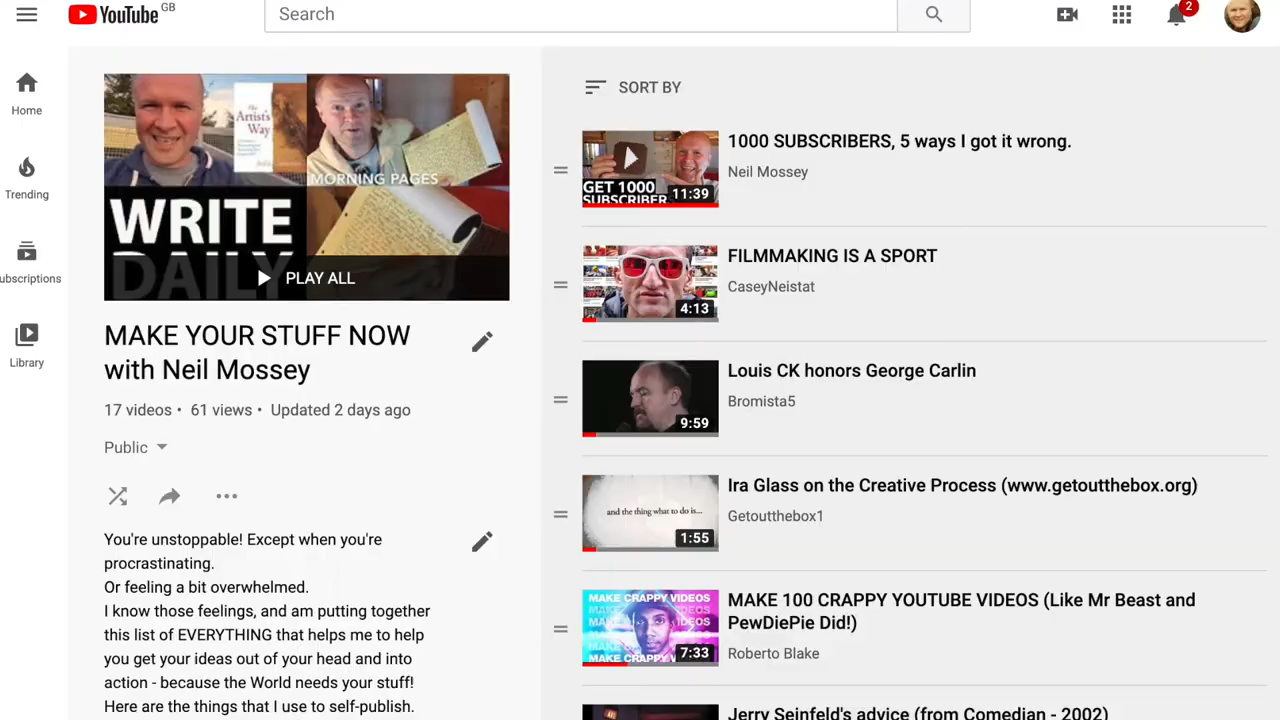 YouTube GB
Search
2
Home
Trending
ubscriptions
Library
The
Artist's
Way
MORNING PAGES
WRITE
DAILY
PLAY ALL
MAKE YOUR STUFF NOW
with Neil Mossey
17 videos • 61 views • Updated 2 days ago
Public
You're unstoppable! Except when you're
procrastinating.
Or feeling a bit overwhelmed.
I know those feelings, and am putting together
this list of EVERYTHING that helps me to help
you get your ideas out of your head and into
action - because the World needs your stuff!
Here are the things that I use to self-publish.
SORT BY
GET 1000
SUBSCRIBER
11:39
1000 SUBSCRIBERS, 5 ways I got it wrong.
Neil Mossey
4:13
FILMMAKING IS A SPORT
CaseyNeistat
9:59
Louis CK honors George Carlin
Bromista5
and the thing what to do is...
1:55
Ira Glass on the Creative Process (www.getoutthebox.org)
Getoutthebox1
MAKE CRAPPY VIDEOS
MAKE CRAPPY V
7:33
MAKE 100 CRAPPY YOUTUBE VIDEOS (Like Mr Beast and
PewDiePie Did!)
Roberto Blake
Jerry Seinfeld's advice (from Comedian - 2002)